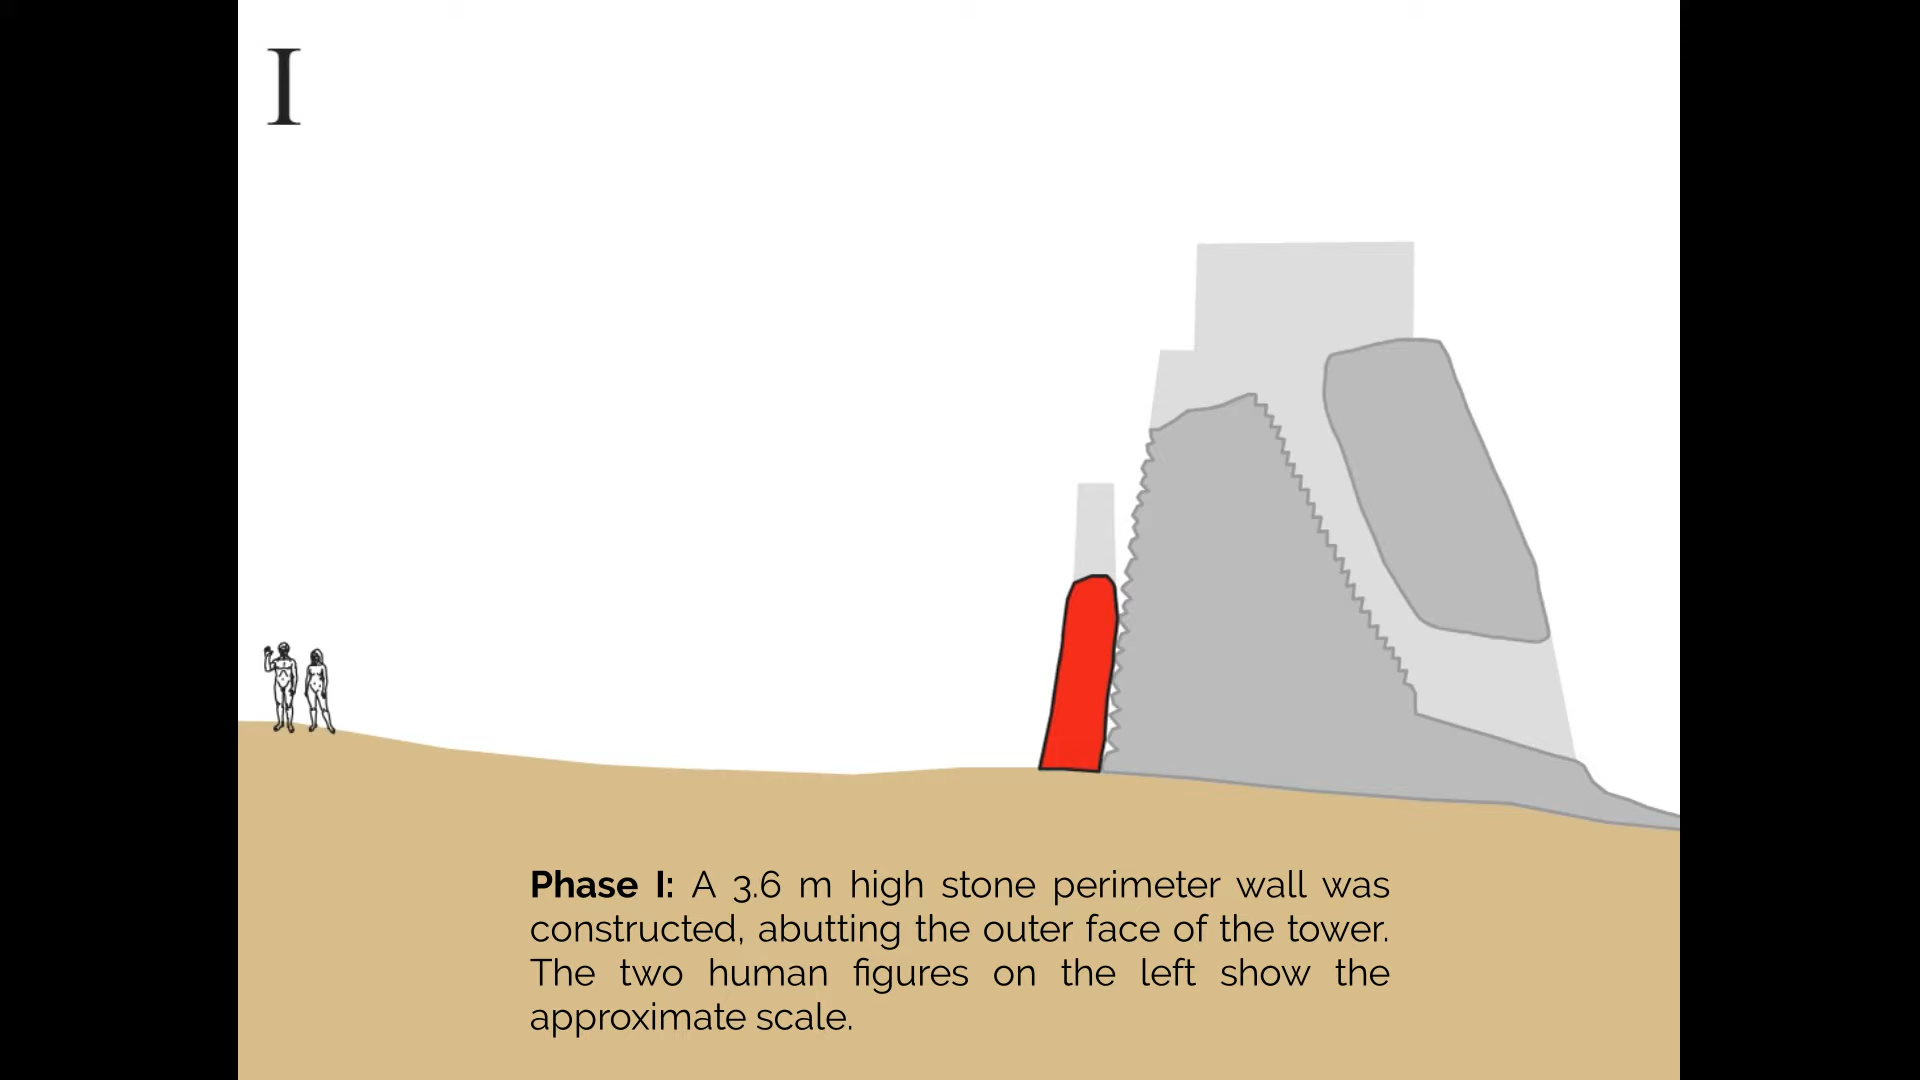 I
Phase I: A 3.6 m high stone perimeter wall was
constructed, abutting the outer face of the tower.
The two human figures on the left show the
approximate scale.